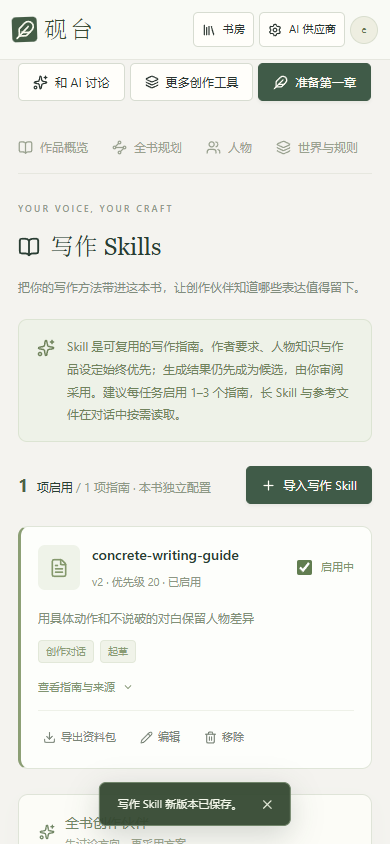 砚台
书房
AI 供应商
和 AI 讨论
更多创作工具
准备第一章
作品概览
全书规划
人物
世界与规则
YOUR VOICE, YOUR CRAFT
写作 Skills
把你的写作方法带进这本书，让创作伙伴知道哪些表达值得留下。
Skill 是可复用的写作指南。作者要求、人物知识与作
品设定始终优先；生成结果仍先成为候选，由你审阅
采用。建议每任务启用 1–3 个指南，长 Skill 与参考文
件在对话中按需读取。
1 项启用 / 1 项指南 · 本书独立配置
导入写作 Skill
concrete-writing-guide
启用中
v2 · 优先级 20 · 已启用
用具体动作和不说破的对白保留人物差异
创作对话
起草
查看指南与来源
导出资料包
编辑
移除
写作 Skill 新版本已保存。
全书创作伙伴